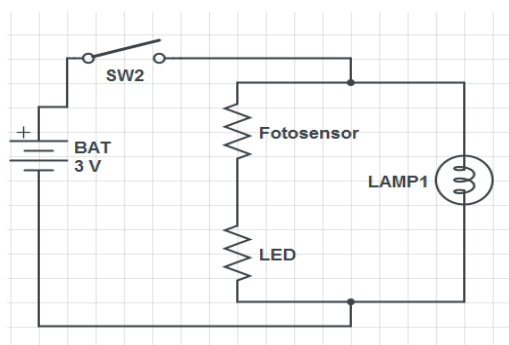 SW2
+
BAT
3 V
Fotosensor
LAMP1
LED